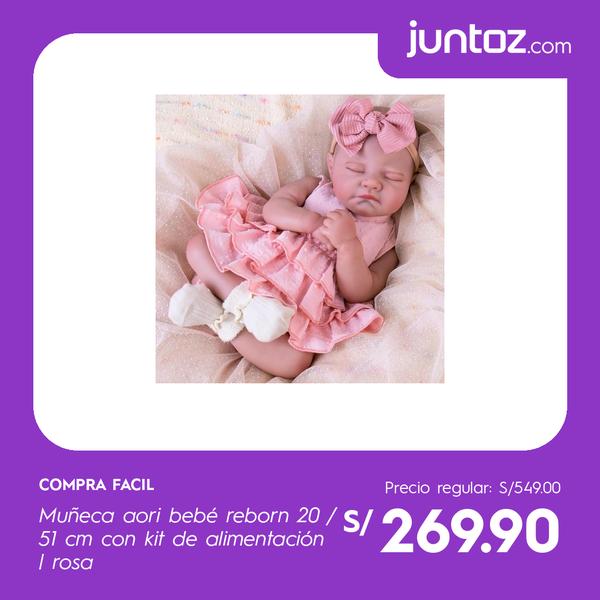 juntoz.com
COMPRA FACIL
Muñeca aori bebé reborn 20 /
51 cm con kit de alimentación
| rosa
Precio regular: S/549.00
S/ 269.90